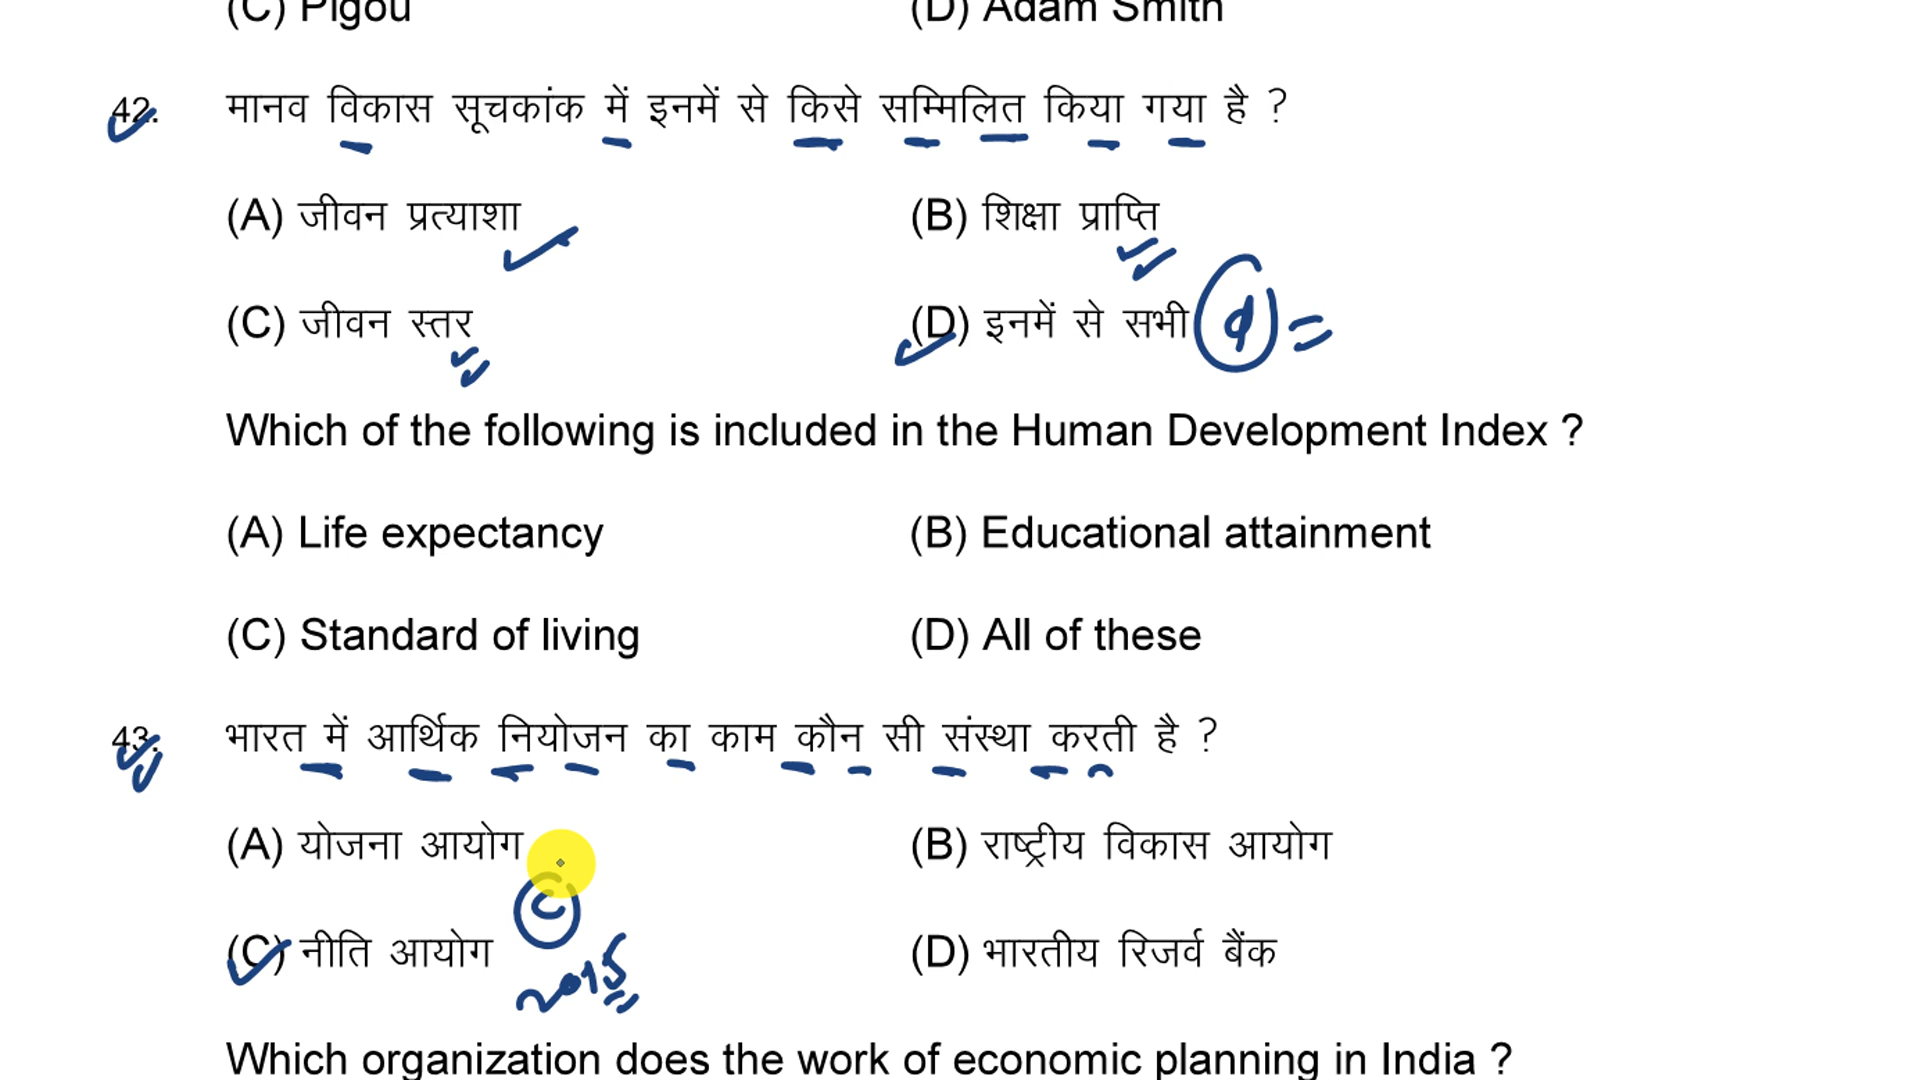 (C) Pigou (D) Adam Smith
42. मानव विकास सूचकांक में इनमें से किसे सम्मिलित किया गया है ?
(A) जीवन प्रत्याशा (B) शिक्षा प्राप्ति
(C) जीवन स्तर (D) इनमें से सभी d
Which of the following is included in the Human Development Index ?
(A) Life expectancy (B) Educational attainment
(C) Standard of living (D) All of these
43. भारत में आर्थिक नियोजन का काम कौन सी संस्था करती है ?
(A) योजना आयोग (B) राष्ट्रीय विकास आयोग
C
(C) नीति आयोग (D) भारतीय रिजर्व बैंक
2015
Which organization does the work of economic planning in India ?